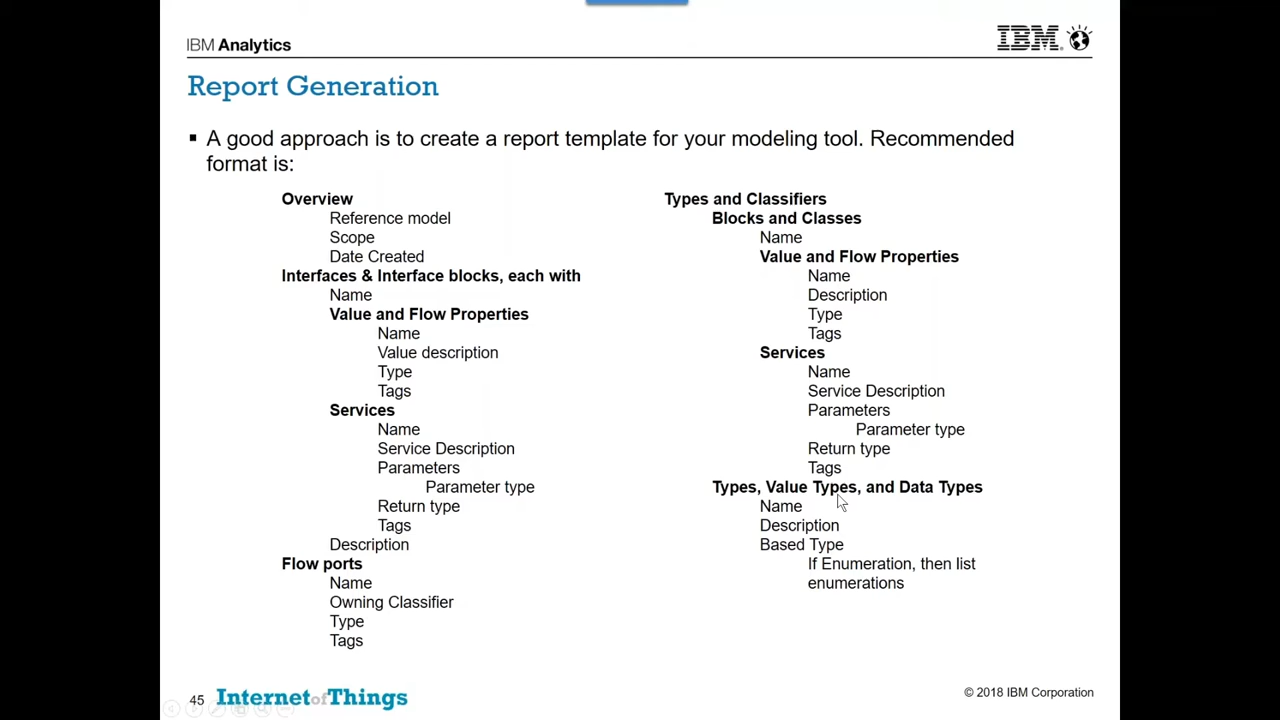 IBM Analytics
IBM
Report Generation
▪ A good approach is to create a report template for your modeling tool. Recommended
format is:
Overview
Reference model
Scope
Date Created
Interfaces & Interface blocks, each with
Name
Value and Flow Properties
Name
Value description
Type
Tags
Services
Name
Service Description
Parameters
Parameter type
Return type
Tags
Description
Flow ports
Name
Owning Classifier
Type
Tags
Types and Classifiers
Blocks and Classes
Name
Value and Flow Properties
Name
Description
Type
Tags
Services
Name
Service Description
Parameters
Parameter type
Return type
Tags
Types, Value Types, and Data Types
Name
Description
Based Type
If Enumeration, then list
enumerations
45 Internet of Things
© 2018 IBM Corporation